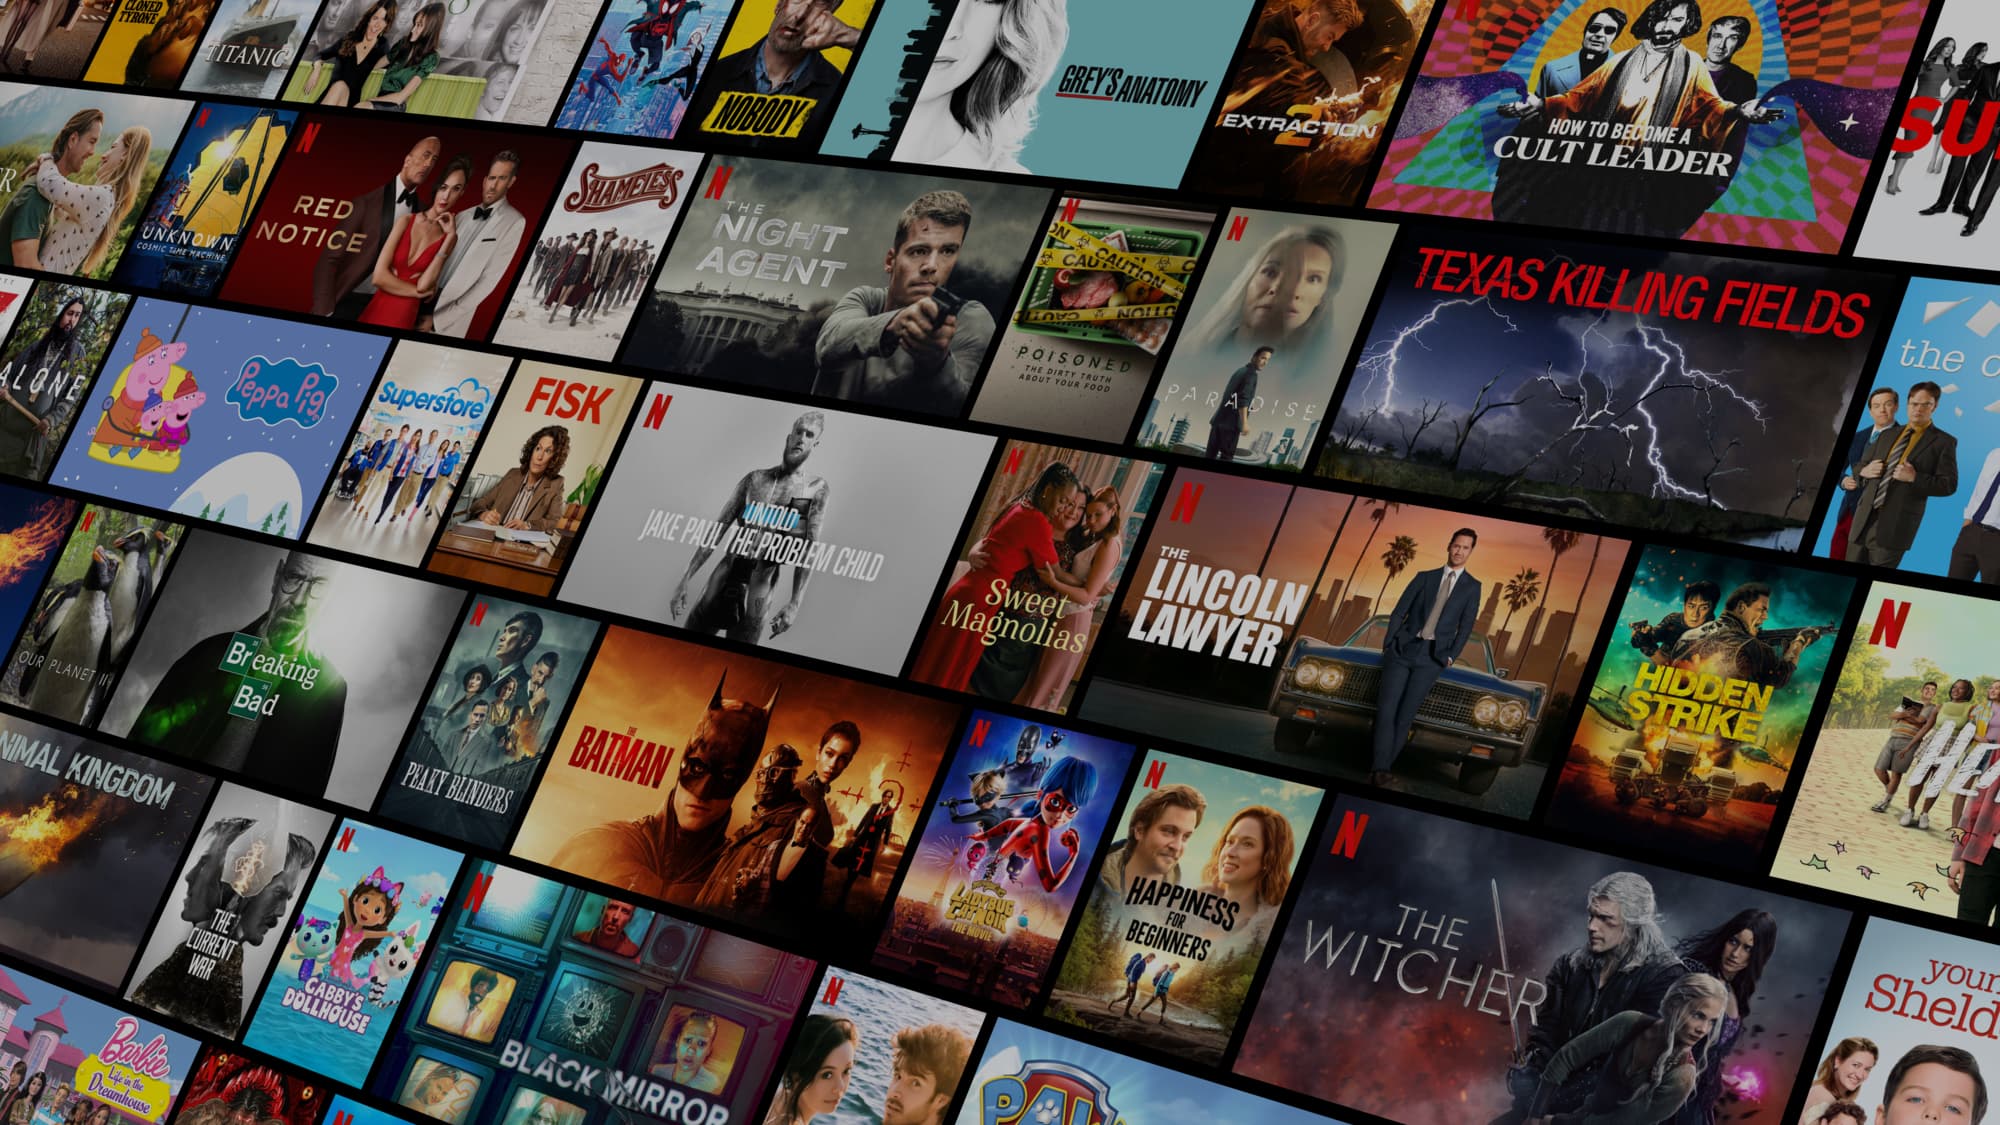 CLONED
TYRONE
TITANIC
NOBODY
GREY'S ANATOMY
EXTRACTION
2
HOW TO BECOME A
CULT LEADER
SU
R
UNKNOWN
COSMIC TIME MACHINE
N
RED
NOTICE
SHAMELESS
N
THE
NIGHT
AGENT
N
CAUTION
CAUTION
CAUTION
POISONED
THE DIRTY TRUTH
ABOUT YOUR FOOD
N
PARADISE
TEXAS KILLING FIELDS
the o
ALONE
Peppa Pig
Superstore
FISK
N
UNTOLD
JAKE PAUL THE PROBLEM CHILD
N
Sweet
Magnolias
N
THE
LINCOLN
LAWYER
HIDDEN
STRIKE
N
HE
N
OUR PLANET II
Breaking
Bad
N
PEAKY BLINDERS
THE
BATMAN
N
LADYBUG
CAT NOIR
THE MOVIE
N
HAPPINESS
FOR
BEGINNERS
N
THE
WITCHER
youn
Sheld
NIMAL KINGDOM
THE
CURRENT
WAR
N
GABBY'S
DOLLHOUSE
N
BLACK MIRROR
N
PAW
Barbie
Life in the
Dreamhouse
N